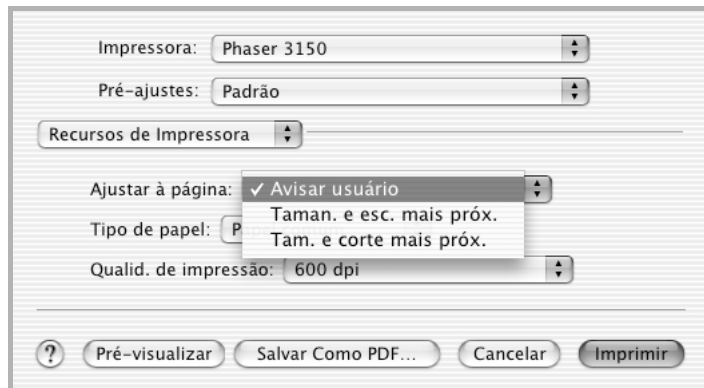 Impressora: Phaser 3150
Pré-ajustes: Padrão
Recursos de Impressora
Ajustar à página: ✓ Avisar usuário
Taman. e esc. mais próx.
Tipo de papel:
Tam. e corte mais próx.
Qualid. de impressão: 600 dpi
? Pré-visualizar Salvar Como PDF... Cancelar Imprimir